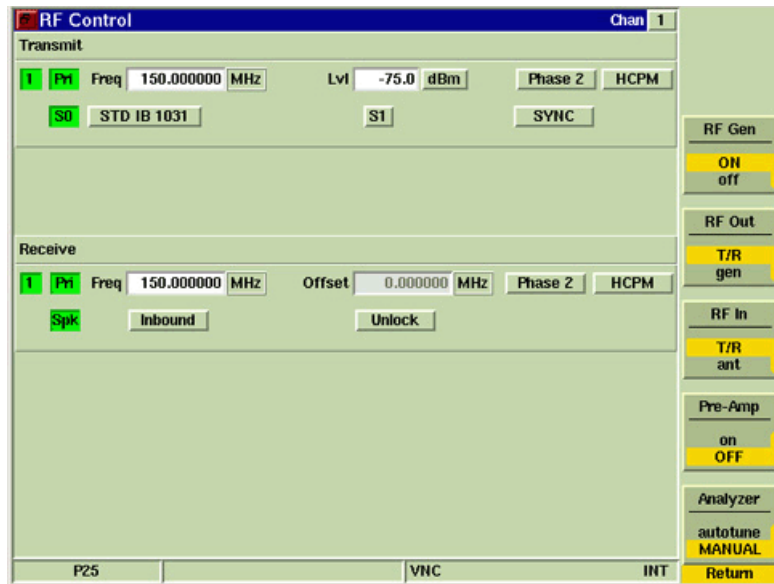 RF Control Chan 1
Transmit
1 Pri Freq 150.000000 MHz Lvl -75.0 dBm Phase 2 HCPM
S0 STD IB 1031 S1 SYNC
Receive
1 Pri Freq 150.000000 MHz Offset 0.000000 MHz Phase 2 HCPM
Spk Inbound Unlock
P25 VNC INT
RF Gen
ON
off
RF Out
T/R
gen
RF In
T/R
ant
Pre-Amp
on
OFF
Analyzer
autotune
MANUAL
Return